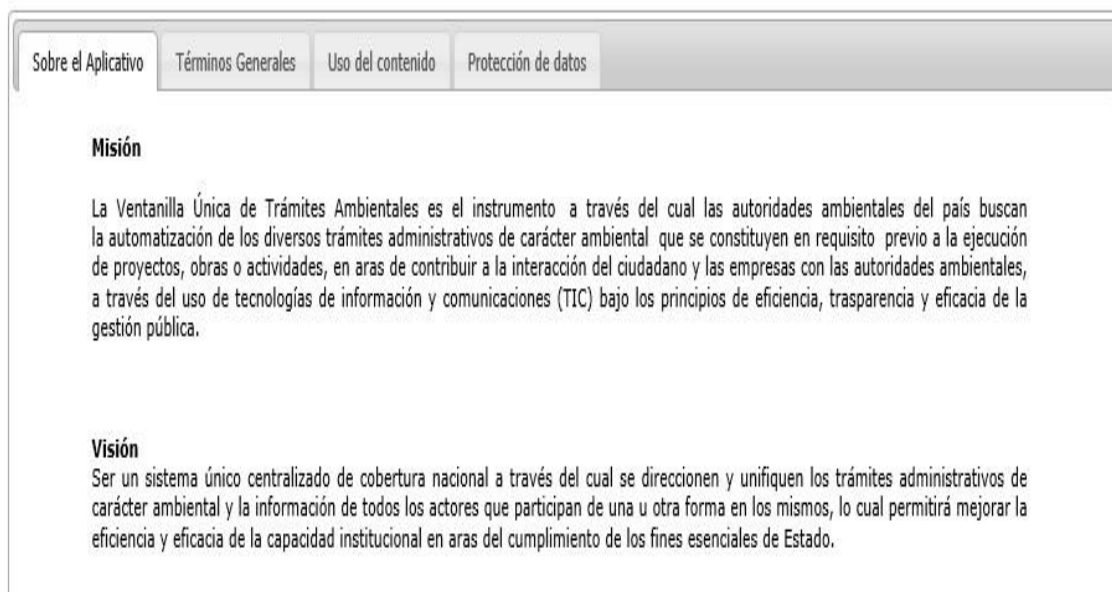 Sobre el Aplicativo
Términos Generales
Uso del contenido
Protección de datos
Misión
La Ventanilla Única de Trámites Ambientales es el instrumento a través del cual las autoridades ambientales del país buscan
la automatización de los diversos trámites administrativos de carácter ambiental que se constituyen en requisito previo a la ejecución
de proyectos, obras o actividades, en aras de contribuir a la interacción del ciudadano y las empresas con las autoridades ambientales,
a través del uso de tecnologías de información y comunicaciones (TIC) bajo los principios de eficiencia, trasparencia y eficacia de la
gestión pública.
Visión
Ser un sistema único centralizado de cobertura nacional a través del cual se direccionen y unifiquen los trámites administrativos de
carácter ambiental y la información de todos los actores que participan de una u otra forma en los mismos, lo cual permitirá mejorar la
eficiencia y eficacia de la capacidad institucional en aras del cumplimiento de los fines esenciales de Estado.